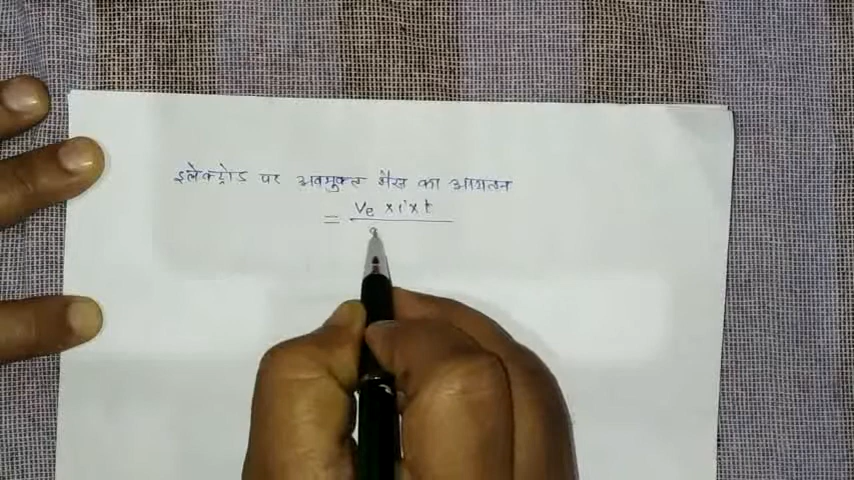 इलेक्ट्रोड पर अवमुक्त गैस का आयतन
= Ve × i × t